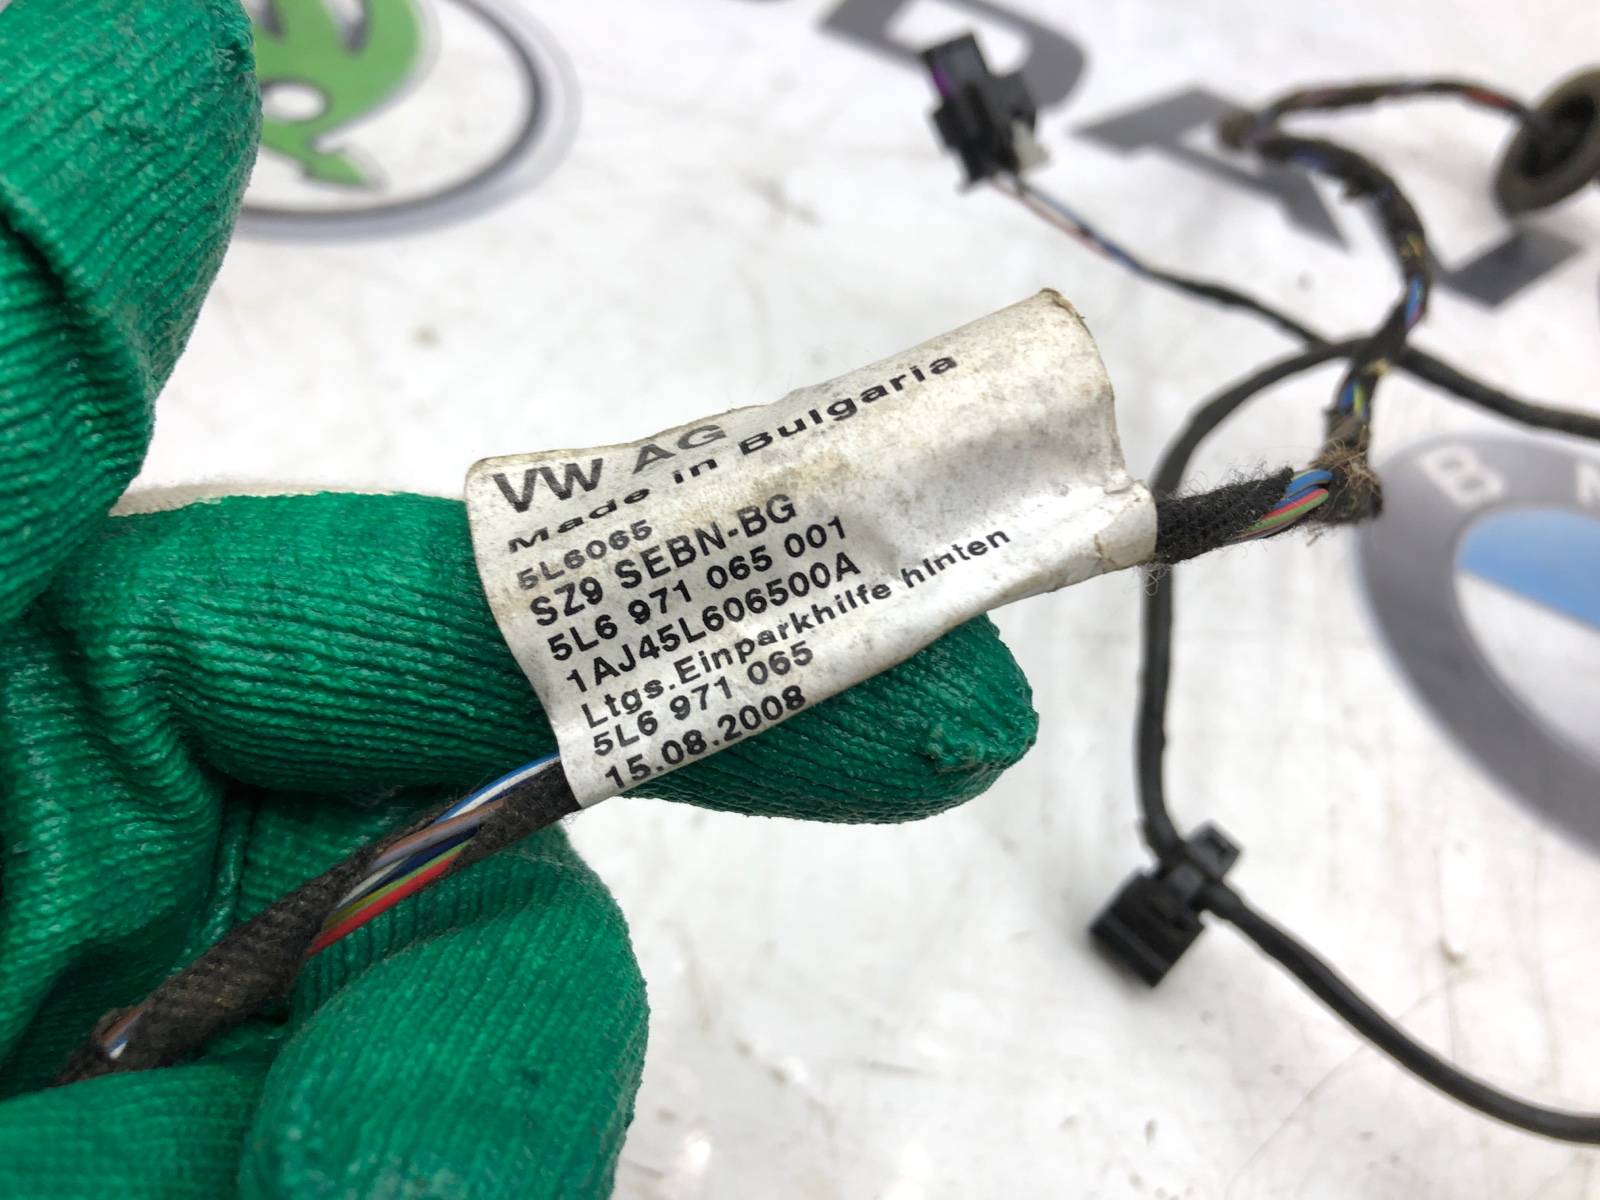 VW AG
Made in Bulgaria
5L6065
SZ9 SEBN-BG
5L6 971 065 001
1AJ45L606500A
Ltgs.Einparkhilfe hinten
5L6 971 065
15.08.2008
B